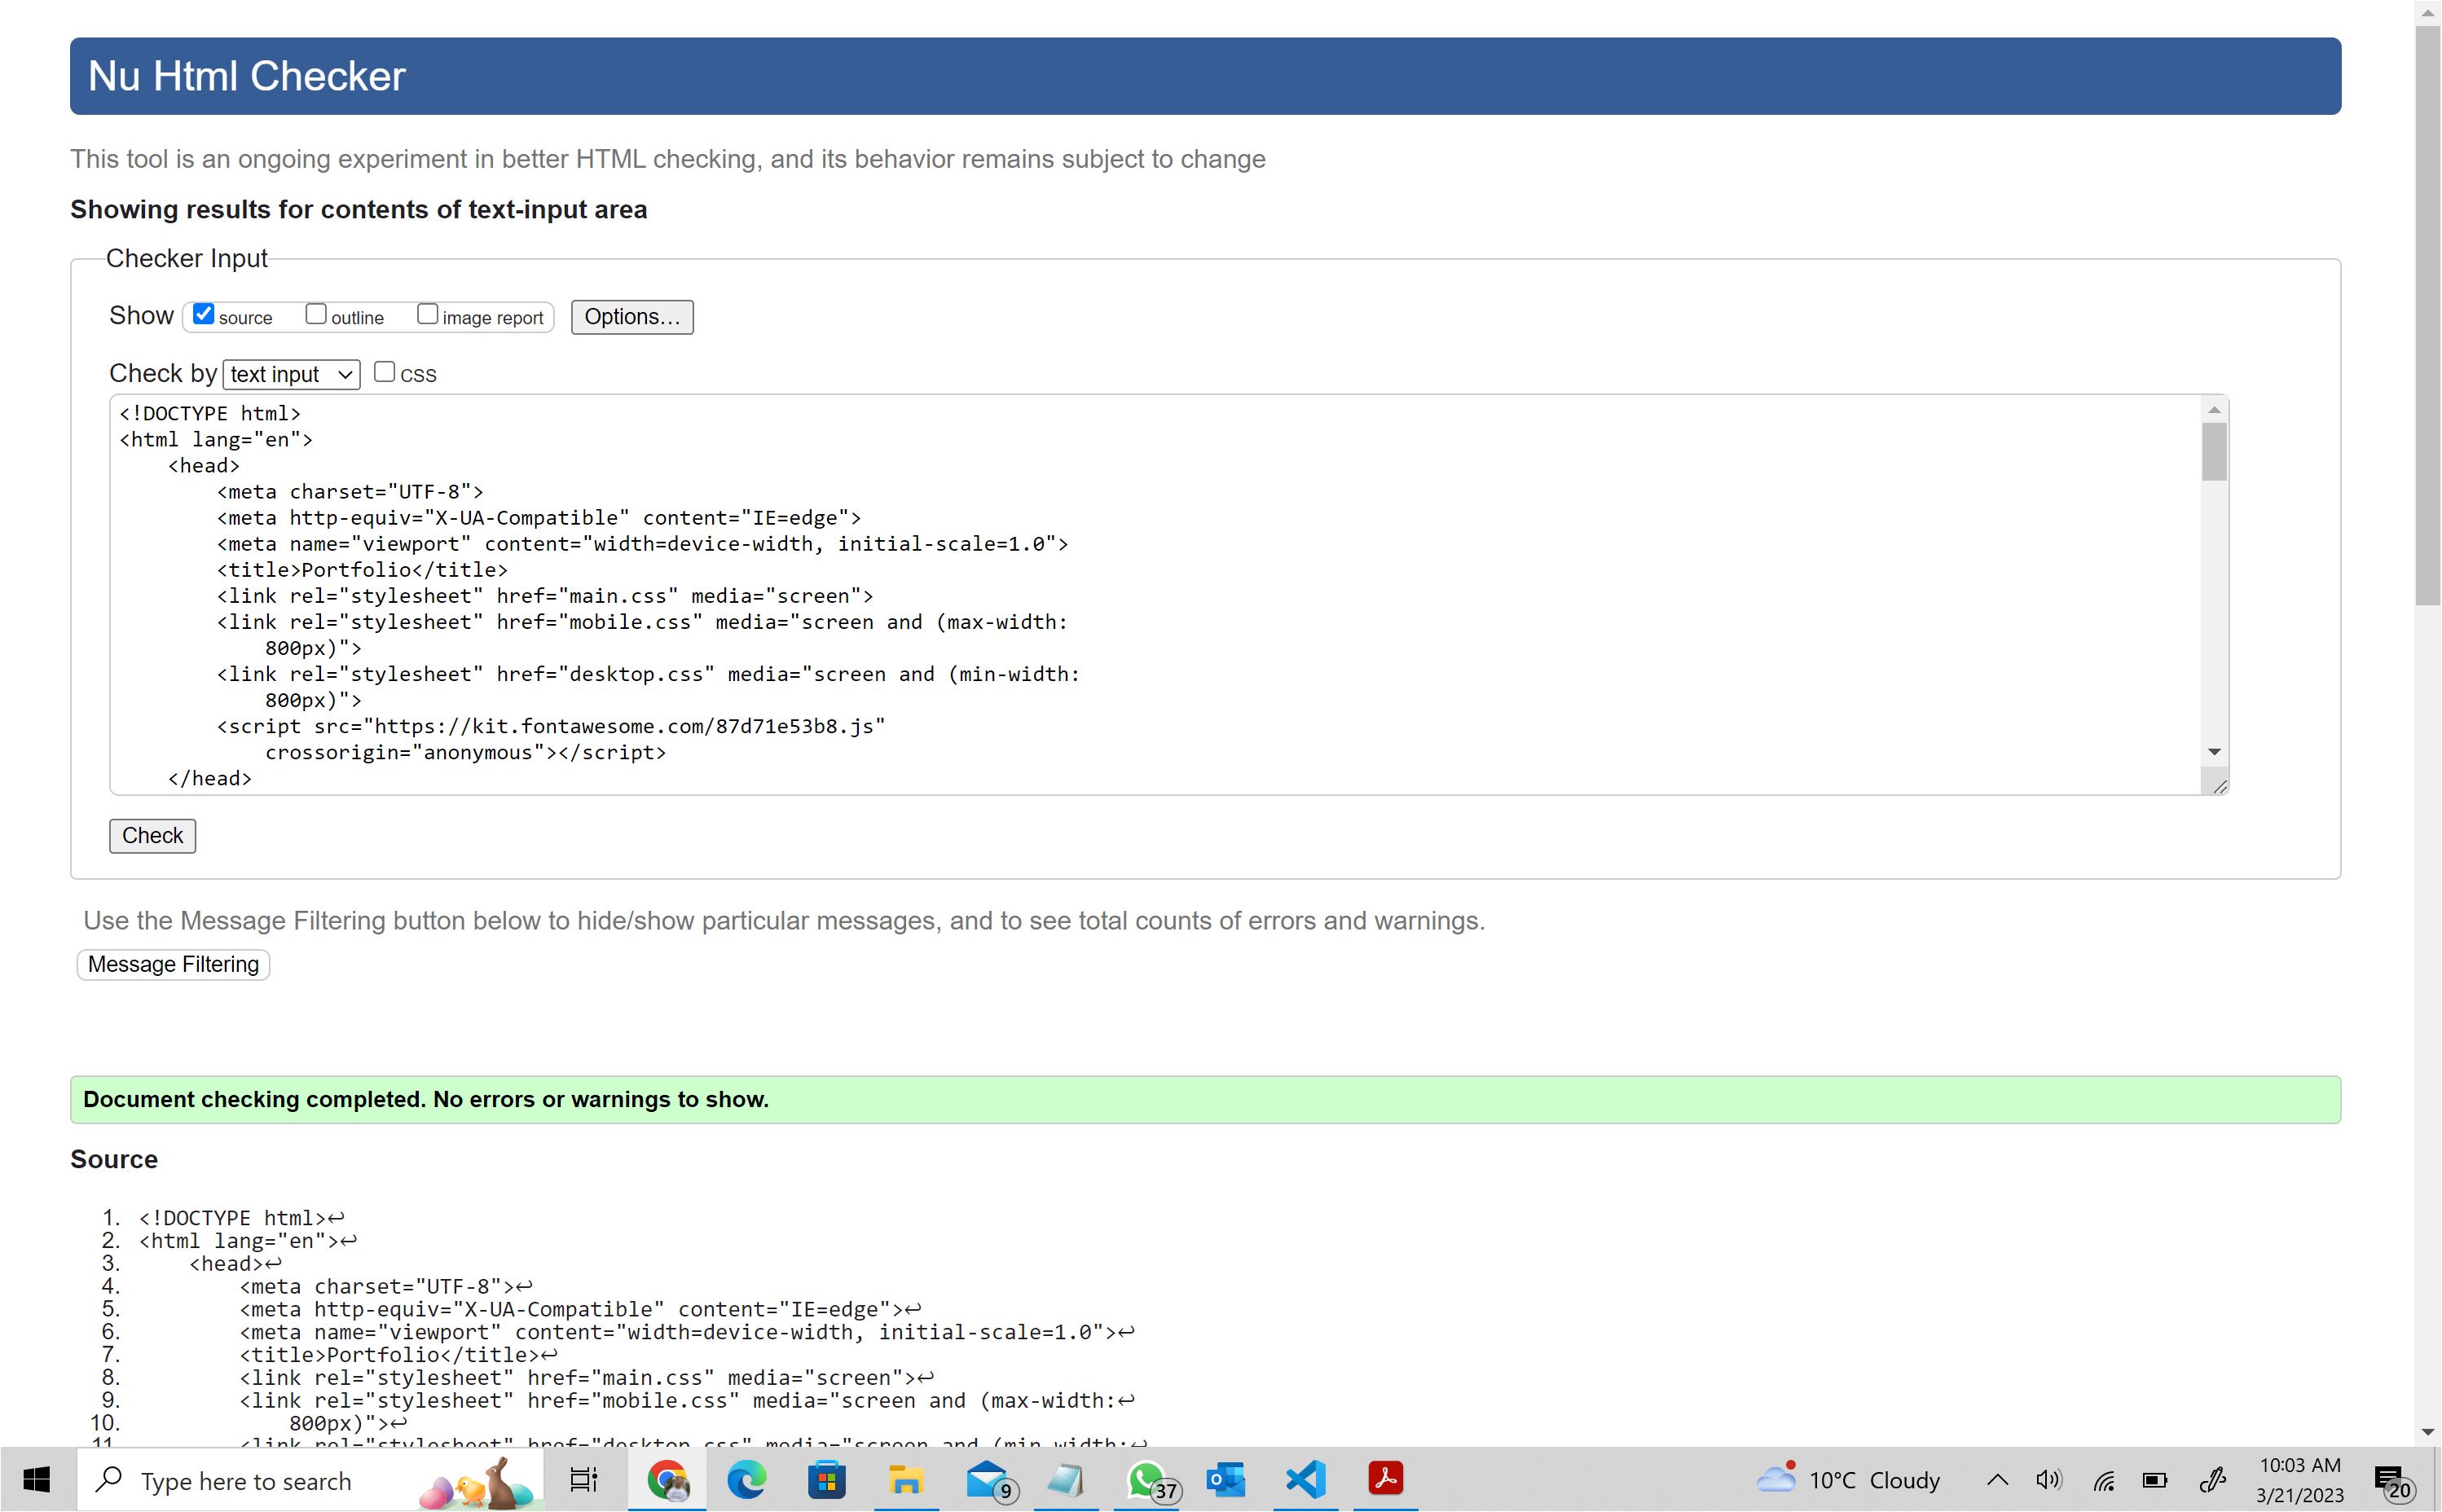 Nu Html Checker
This tool is an ongoing experiment in better HTML checking, and its behavior remains subject to change
Showing results for contents of text-input area
Checker Input
Show source outline image report Options...
Check by text input CSS
<!DOCTYPE html>
<html lang="en">
    <head>
        <meta charset="UTF-8">
        <meta http-equiv="X-UA-Compatible" content="IE=edge">
        <meta name="viewport" content="width=device-width, initial-scale=1.0">
        <title>Portfolio</title>
        <link rel="stylesheet" href="main.css" media="screen">
        <link rel="stylesheet" href="mobile.css" media="screen and (max-width:
            800px)">
        <link rel="stylesheet" href="desktop.css" media="screen and (min-width:
            800px)">
        <script src="https://kit.fontawesome.com/87d71e53b8.js"
            crossorigin="anonymous"></script>
    </head>
Check
Use the Message Filtering button below to hide/show particular messages, and to see total counts of errors and warnings.
Message Filtering
Document checking completed. No errors or warnings to show.
Source
1. <!DOCTYPE html>↩
2. <html lang="en">↩
3.     <head>↩
4.         <meta charset="UTF-8">↩
5.         <meta http-equiv="X-UA-Compatible" content="IE=edge">↩
6.         <meta name="viewport" content="width=device-width, initial-scale=1.0">↩
7.         <title>Portfolio</title>↩
8.         <link rel="stylesheet" href="main.css" media="screen">↩
9.         <link rel="stylesheet" href="mobile.css" media="screen and (max-width:↩
10.             800px)">↩
11.         <link rel="stylesheet" href="desktop.css" media="screen and (min-width:↩
Type here to search
9
37
10°C Cloudy
10:03 AM
3/21/2023
20